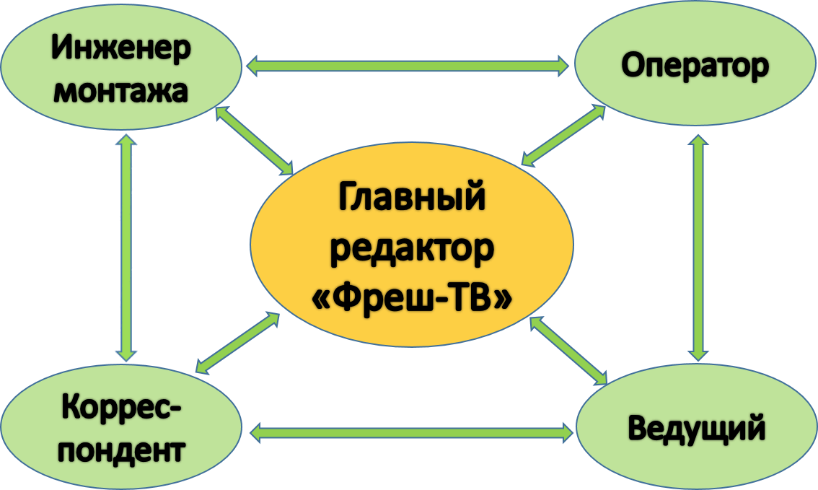 Инженер
монтажа
Оператор
Главный
редактор
«Фреш-ТВ»
Коррес-
пондент
Ведущий